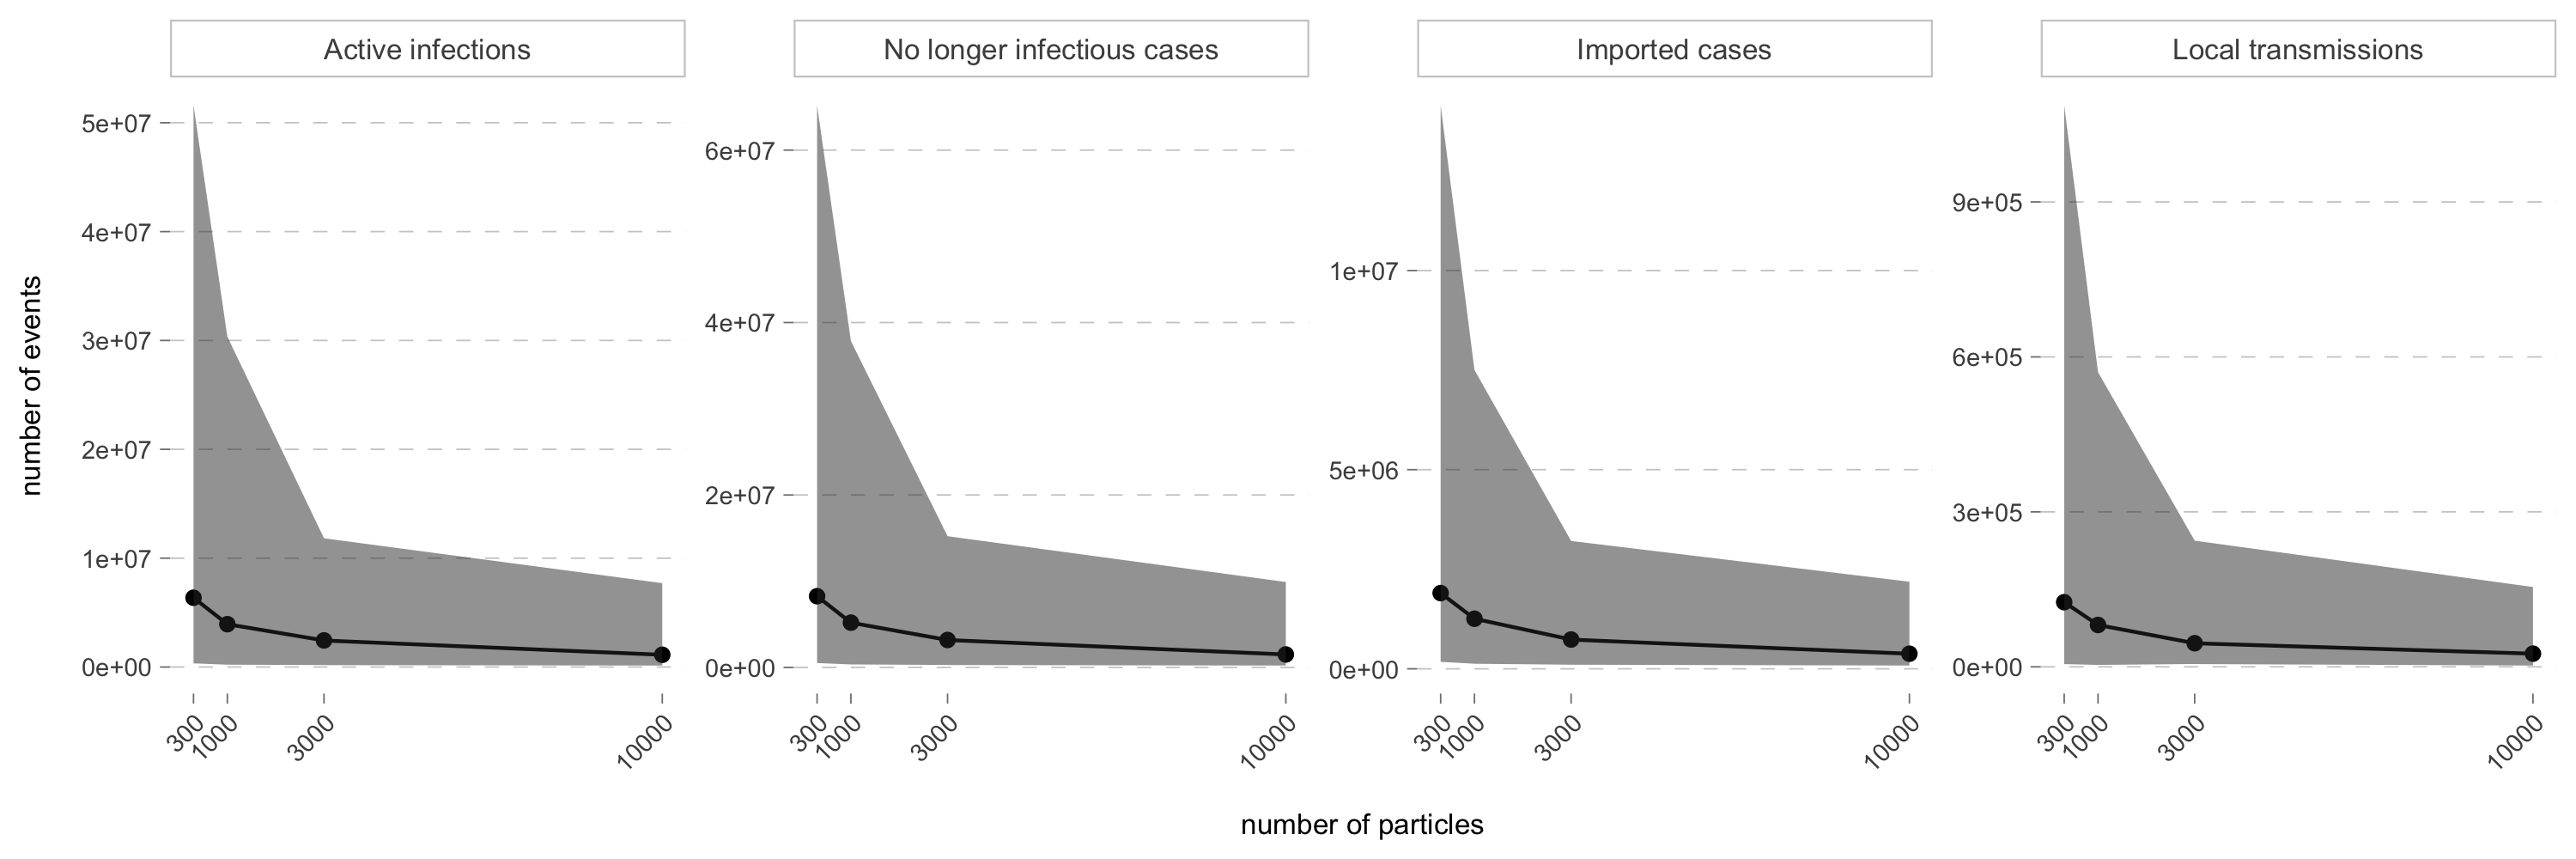 Active infections
No longer infectious cases
Imported cases
Local transmissions
number of events
5e+07
4e+07
3e+07
2e+07
1e+07
0e+00
300
1000
3000
10000
6e+07
4e+07
2e+07
0e+00
300
1000
3000
10000
1e+07
5e+06
0e+00
300
1000
3000
10000
9e+05
6e+05
3e+05
0e+00
300
1000
3000
10000
number of particles